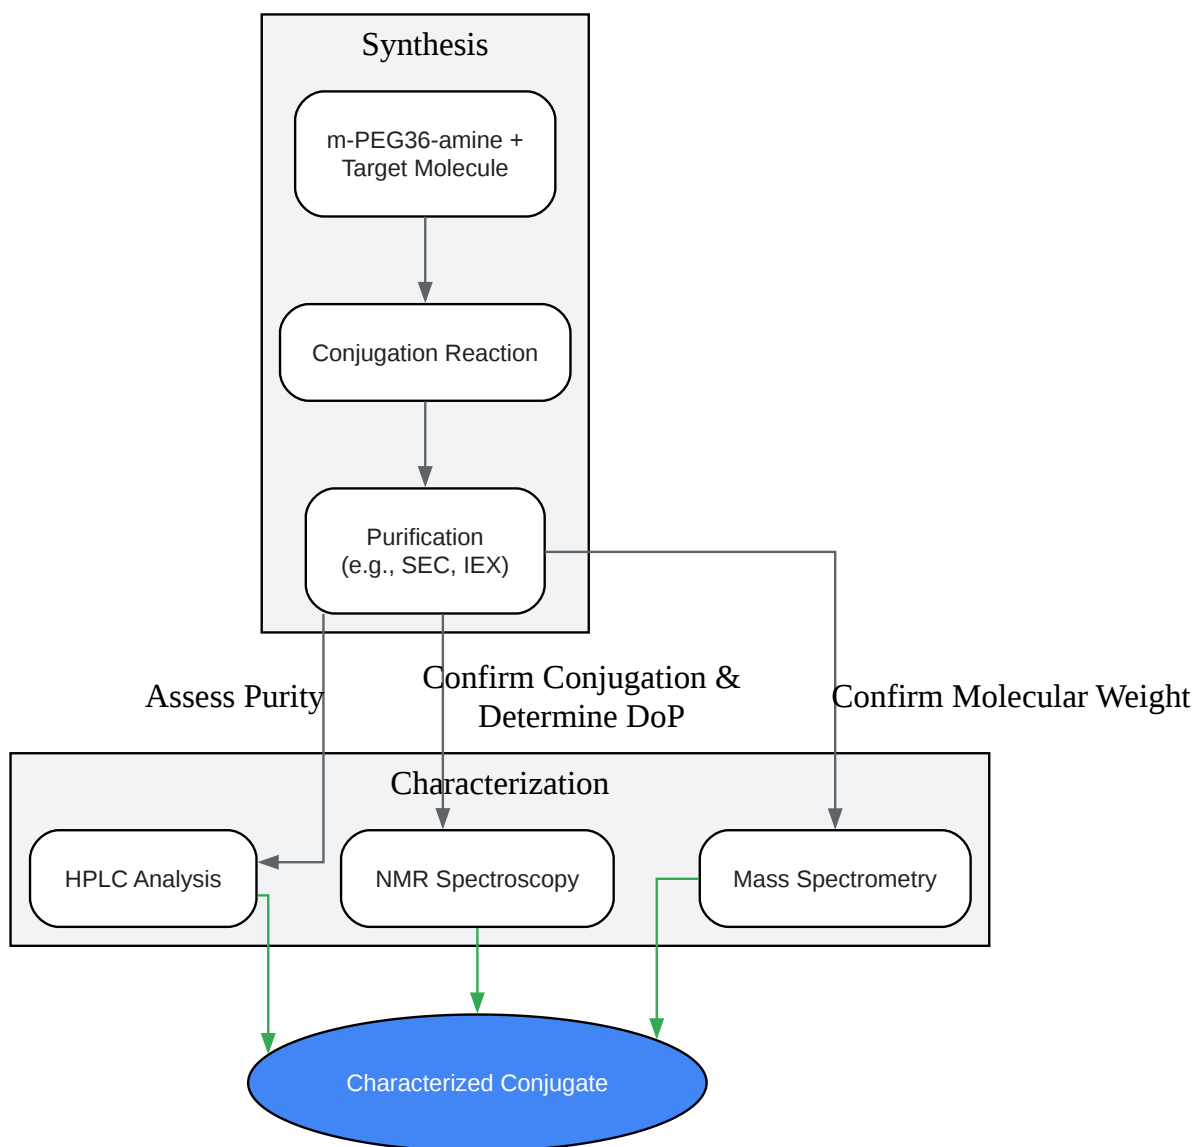 Synthesis
m-PEG36-amine +
Target Molecule
Conjugation Reaction
Purification
(e.g., SEC, IEX)
Assess Purity
Confirm Conjugation &
Determine DoP
Confirm Molecular Weight
Characterization
HPLC Analysis
NMR Spectroscopy
Mass Spectrometry
Characterized Conjugate